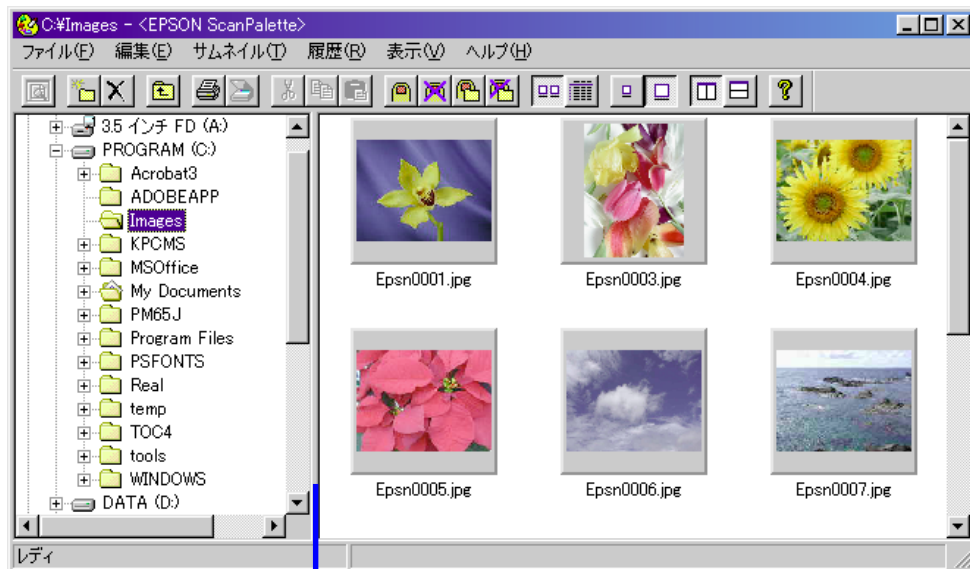 C:¥Images - <EPSON ScanPalette>
ファイル(F) 編集(E) サムネイル(T) 履歴(R) 表示(V) ヘルプ(H)
3.5 インチ FD (A:)
PROGRAM (C:)
Acrobat3
ADOBEAPP
Images
KPCMS
MSOffice
My Documents
PM65J
Program Files
PSFONTS
Real
temp
TOC4
tools
WINDOWS
DATA (D:)
Epsn0001.jpg
Epsn0003.jpg
Epsn0004.jpg
Epsn0005.jpg
Epsn0006.jpg
Epsn0007.jpg
レディ